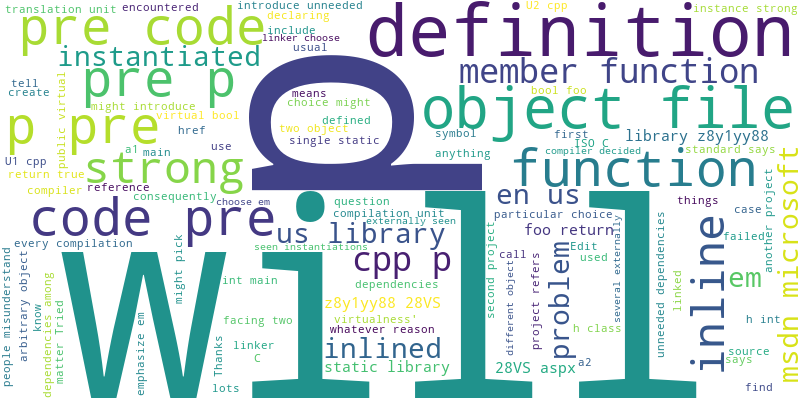 translation unit
encountered
introduce unneeded
U2 cpp
instance strong
pre code
declaring
definition
include
linker choose
usual
instantiated
member function
pre p
means
choice might
bool foo
tell
create
public virtual
might introduce
virtual bool
defined
object file
p pre
two object
single static
symbol
first
library z8y1yy88
href
ISO C
U1 cpp
a1
main
use
anything
compiler decided
standard says
strong
return true
function
compiler
reference
g
consequently
choose em
en us
things
code pre
question
compilation unit
particular choice
externally seen
us library
foo return
case
every compilation
seen instantiations
call
Edit
failed
another project
might pick
cpp p
used
int main
dependencies
second project
h class
em
z8y1yy88 28VS
virtualness'
facing two
whatever reason
linked
h int
Will
Thanks
linker
C
inlined
source
says
static library
28VS aspx
a2
find
lots
people misunderstand
arbitrary object
know
dependencies among
matter tried
emphasize em
different object
project refers
problem
several externally
unneeded dependencies
inline
msdn microsoft